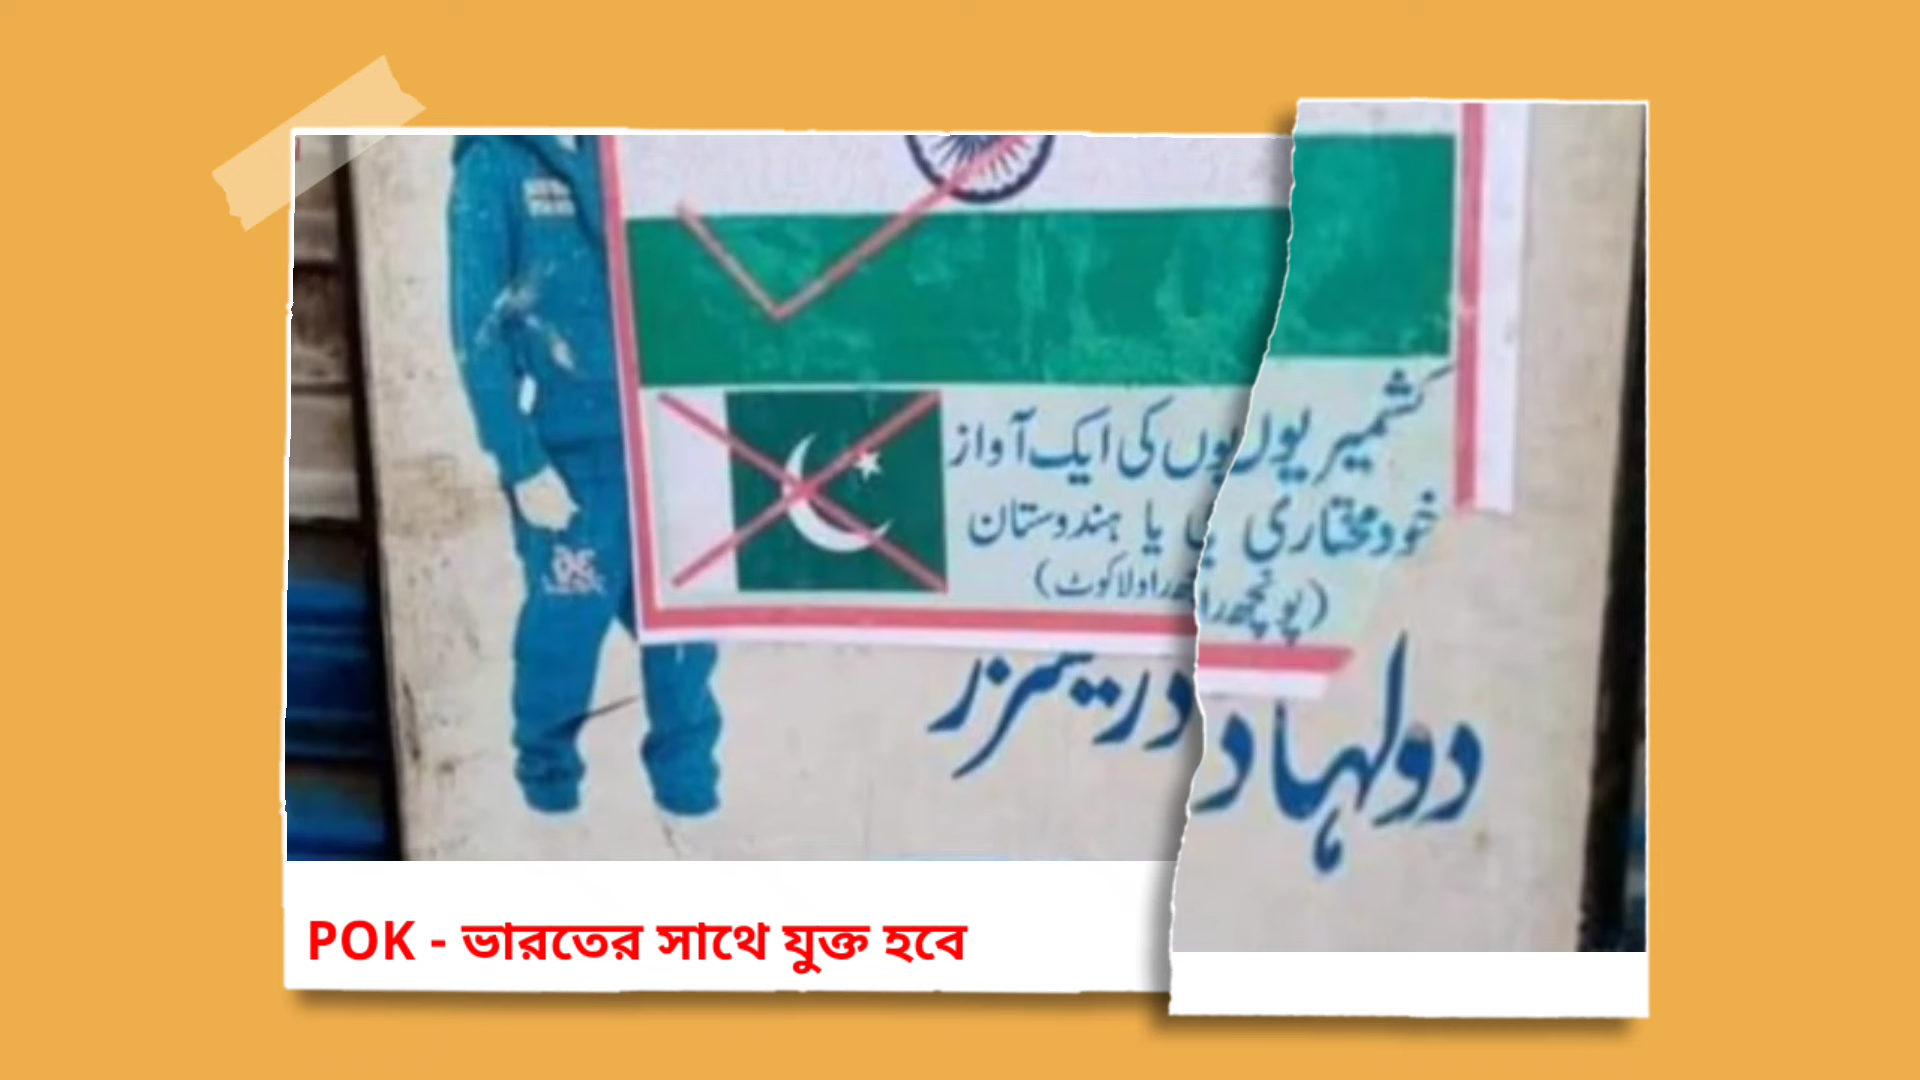 کشمیریوں کی ایک آواز
خودمختاری یا ہندوستان
(پونچھ راولاکوٹ)
دولہا ڈریسز
POK - ভারতের সাথে যুক্ত হবে